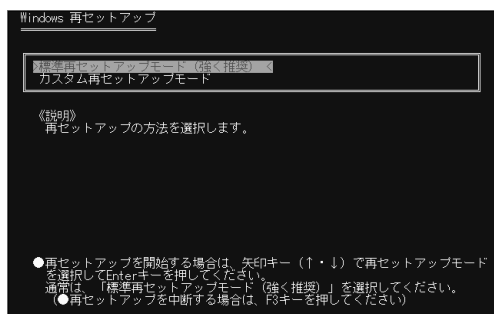 Windows 再セットアップ
>標準再セットアップモード（強く推奨） <
カスタム再セットアップモード
《説明》
再セットアップの方法を選択します。
●再セットアップを開始する場合は、矢印キー（↑・↓）で再セットアップモード
を選択してEnterキーを押してください。
通常は、「標準再セットアップモード（強く推奨）」を選択してください。
（●再セットアップを中断する場合は、F3キーを押してください）